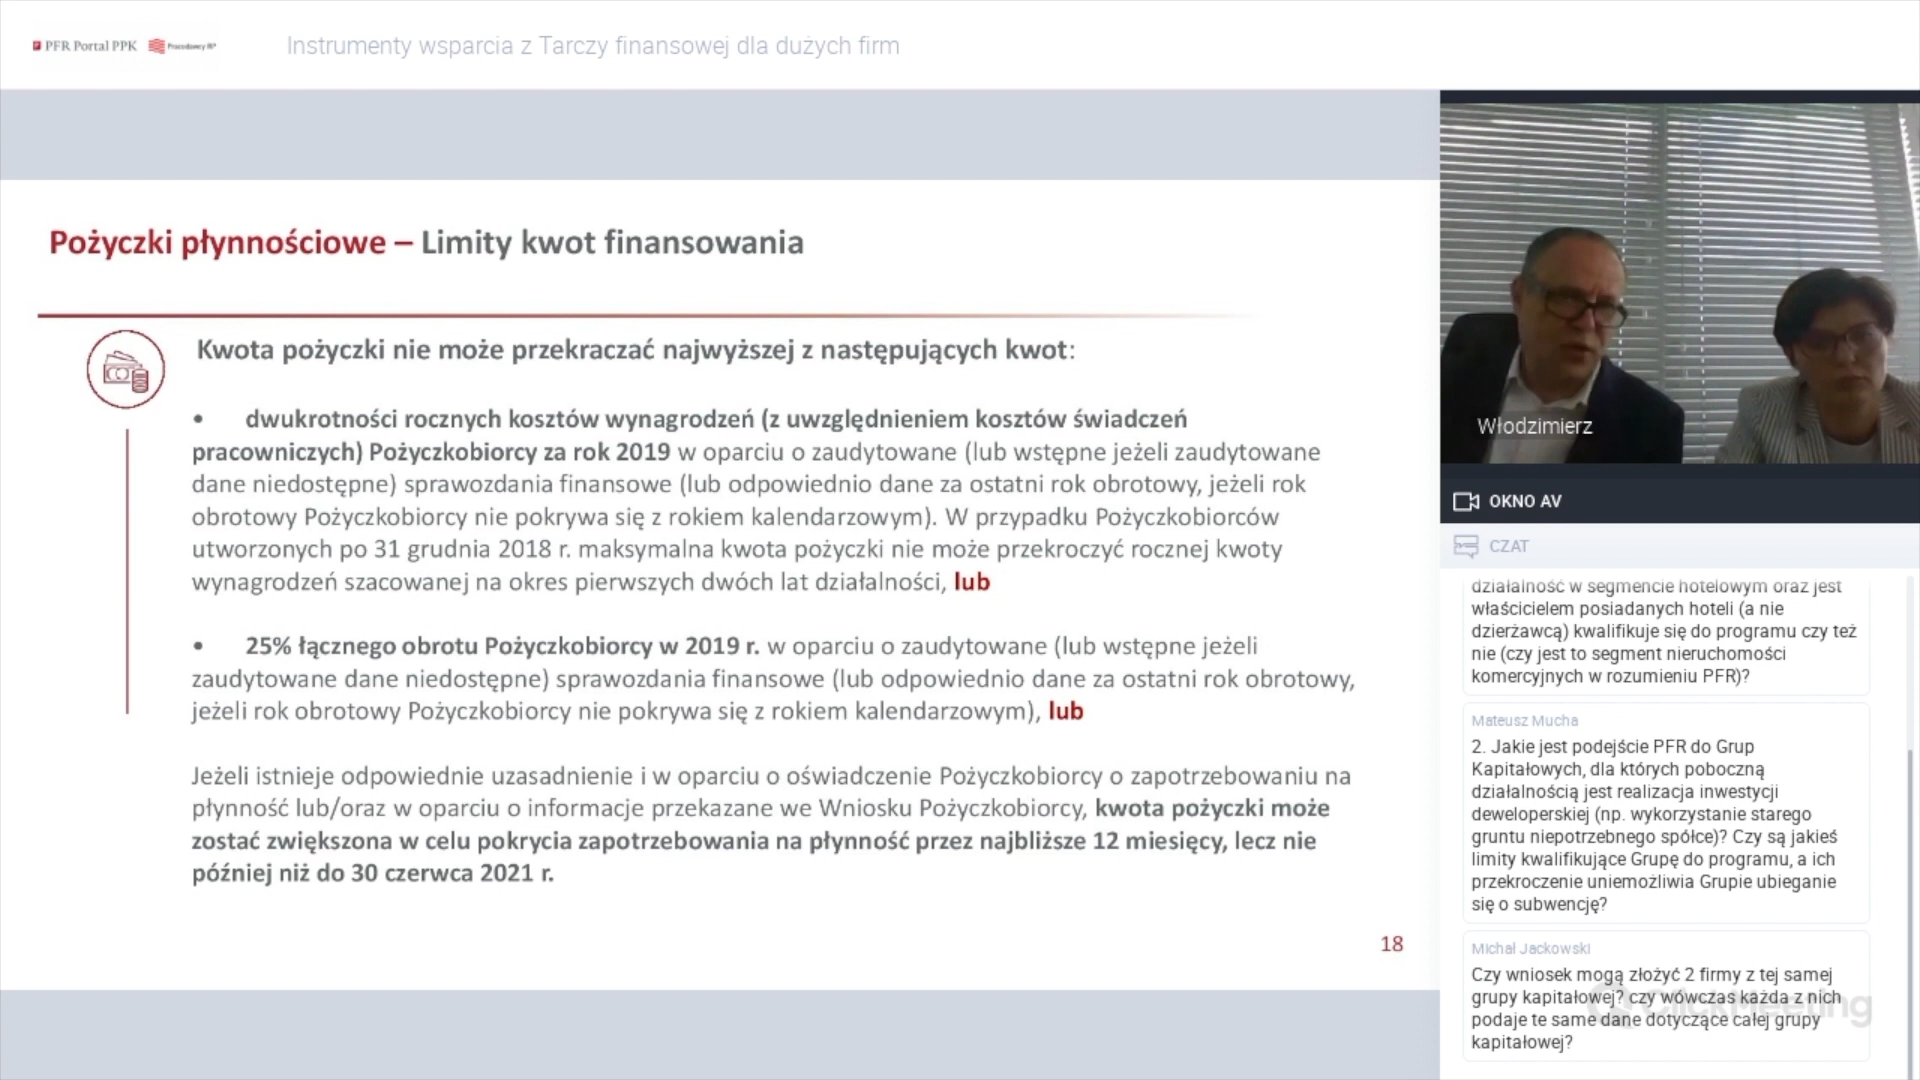 PFR Portal PPK Pracodawcy RP
Instrumenty wsparcia z Tarczy finansowej dla dużych firm
Pożyczki płynnościowe – Limity kwot finansowania
Kwota pożyczki nie może przekraczać najwyższej z następujących kwot:
• dwukrotności rocznych kosztów wynagrodzeń (z uwzględnieniem kosztów świadczeń
pracowniczych) Pożyczkobiorcy za rok 2019 w oparciu o zaudytowane (lub wstępne jeżeli zaudytowane
dane niedostępne) sprawozdania finansowe (lub odpowiednio dane za ostatni rok obrotowy, jeżeli rok
obrotowy Pożyczkobiorcy nie pokrywa się z rokiem kalendarzowym). W przypadku Pożyczkobiorców
utworzonych po 31 grudnia 2018 r. maksymalna kwota pożyczki nie może przekroczyć rocznej kwoty
wynagrodzeń szacowanej na okres pierwszych dwóch lat działalności, lub
• 25% łącznego obrotu Pożyczkobiorcy w 2019 r. w oparciu o zaudytowane (lub wstępne jeżeli
zaudytowane dane niedostępne) sprawozdania finansowe (lub odpowiednio dane za ostatni rok obrotowy,
jeżeli rok obrotowy Pożyczkobiorcy nie pokrywa się z rokiem kalendarzowym), lub
Jeżeli istnieje odpowiednie uzasadnienie i w oparciu o oświadczenie Pożyczkobiorcy o zapotrzebowaniu na
płynność lub/oraz w oparciu o informacje przekazane we Wniosku Pożyczkobiorcy, kwota pożyczki może
zostać zwiększona w celu pokrycia zapotrzebowania na płynność przez najbliższe 12 miesięcy, lecz nie
później niż do 30 czerwca 2021 r.
18
Włodzimierz
OKNO AV
CZAT
działalność w segmencie hotelowym oraz jest
właścicielem posiadanych hoteli (a nie
dzierżawcą) kwalifikuje się do programu czy też
nie (czy jest to segment nieruchomości
komercyjnych w rozumieniu PFR)?
Mateusz Mucha
2. Jakie jest podejście PFR do Grup
Kapitałowych, dla których poboczną
działalnością jest realizacja inwestycji
deweloperskiej (np. wykorzystanie starego
gruntu niepotrzebnego spółce)? Czy są jakieś
limity kwalifikujące Grupę do programu, a ich
przekroczenie uniemożliwia Grupie ubieganie
się o subwencję?
Michał Jackowski
Czy wniosek mogą złożyć 2 firmy z tej samej
grupy kapitałowej? czy wówczas każda z nich
podaje te same dane dotyczące całej grupy
kapitałowej?
ClickMeeting